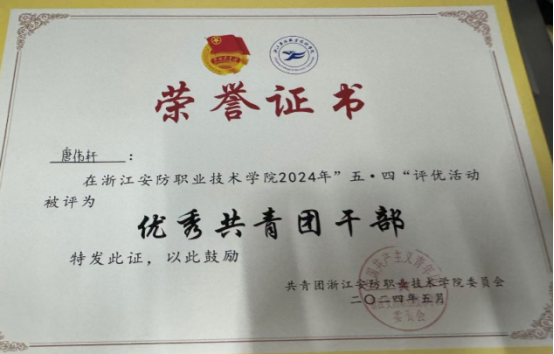 荣誉证书
唐伟轩：
在浙江安防职业技术学院2024年”五·四“评优活动
被评为
优秀共青团干部
特发此证，以此鼓励
共青团浙江安防职业技术学院委员会
二〇二四年五月
委员会